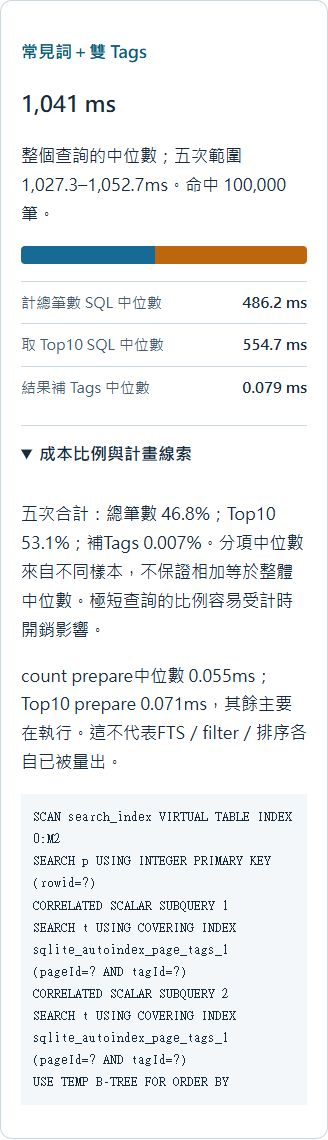 常見詞＋雙 Tags
1,041 ms
整個查詢的中位數；五次範圍
1,027.3–1,052.7ms。命中 100,000
筆。
計總筆數 SQL 中位數 486.2 ms
取 Top10 SQL 中位數 554.7 ms
結果補 Tags 中位數 0.079 ms
▼ 成本比例與計畫線索
五次合計：總筆數 46.8%；Top10
53.1%；補Tags 0.007%。分項中位數
來自不同樣本，不保證相加等於整體
中位數。極短查詢的比例容易受計時
開銷影響。
count prepare中位數 0.055ms；
Top10 prepare 0.071ms，其餘主要
在執行。這不代表FTS / filter / 排序各
自已被量出。
SCAN search_index VIRTUAL TABLE INDEX
0:M2
SEARCH p USING INTEGER PRIMARY KEY
(rowid=?)
CORRELATED SCALAR SUBQUERY 1
SEARCH t USING COVERING INDEX
sqlite_autoindex_page_tags_1
(pageId=? AND tagId=?)
CORRELATED SCALAR SUBQUERY 2
SEARCH t USING COVERING INDEX
sqlite_autoindex_page_tags_1
(pageId=? AND tagId=?)
USE TEMP B-TREE FOR ORDER BY